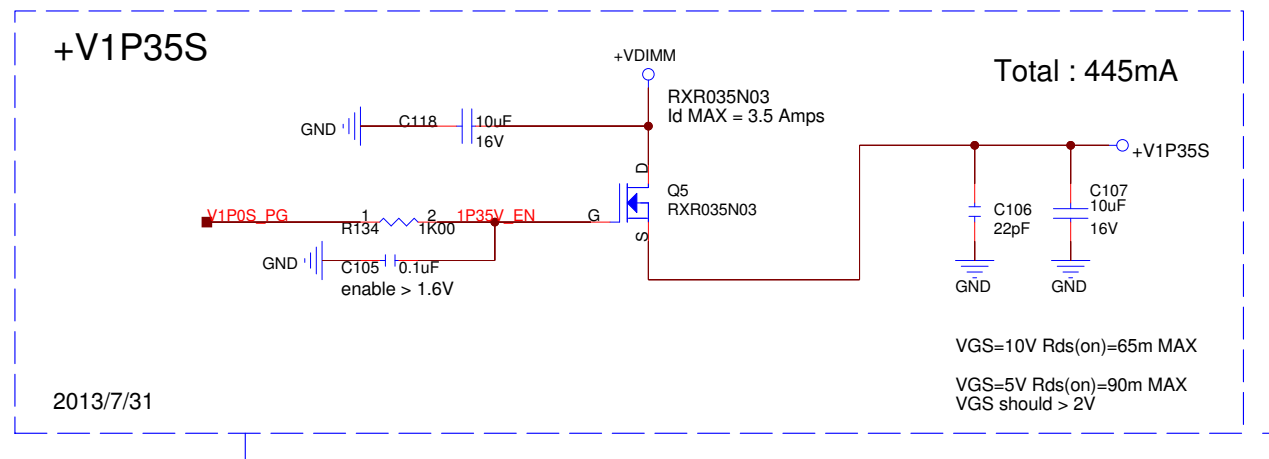 +V1P35S
+VDIMM
Total : 445mA
RXR035N03
Id MAX = 3.5 Amps
GND
C118
10uF
16V
+V1P35S
D
Q5
RXR035N03
G
S
V1P0S_PG
1
2
1P35V_EN
R134
1K00
GND
C105
0.1uF
enable > 1.6V
C106
22pF
C107
10uF
16V
GND
GND
VGS=10V Rds(on)=65m MAX
VGS=5V Rds(on)=90m MAX
VGS should > 2V
2013/7/31